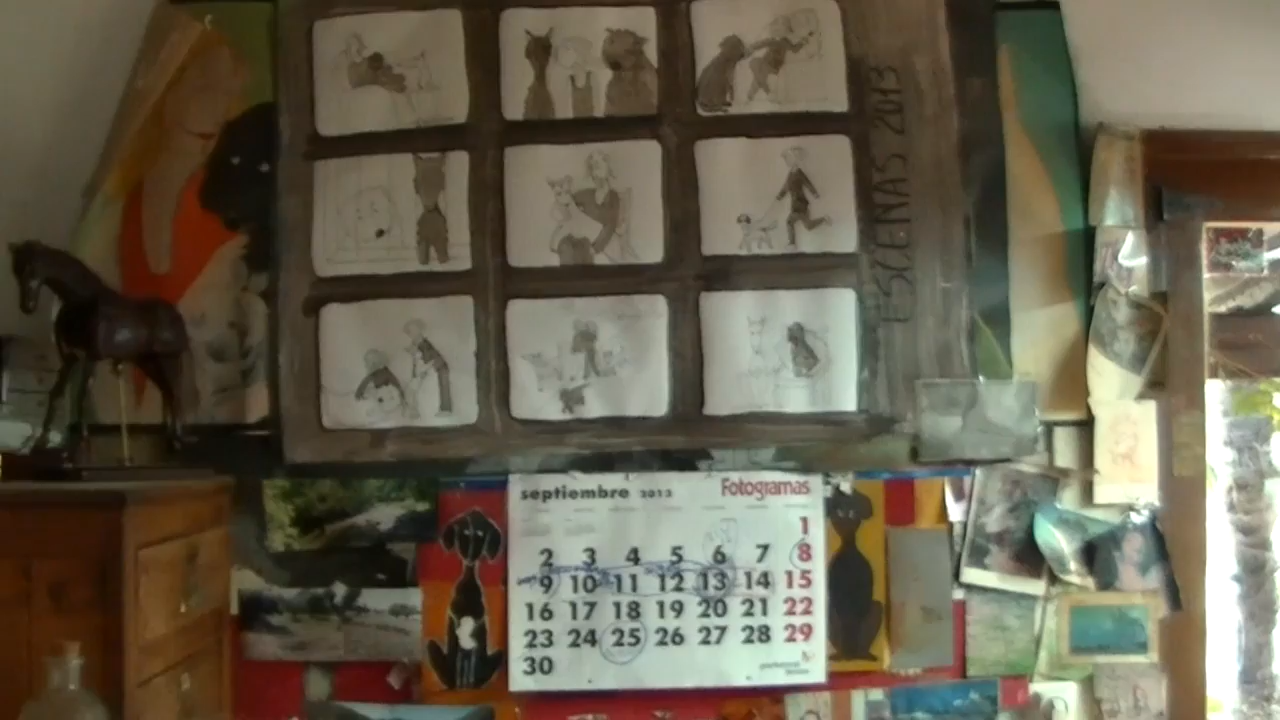 ESCENAS 2013
septiembre 2013 Fotogramas
1
2 3 4 5 6 7 8
9 10 11 12 13 14 15
16 17 18 19 20 21 22
23 24 25 26 27 28 29
30